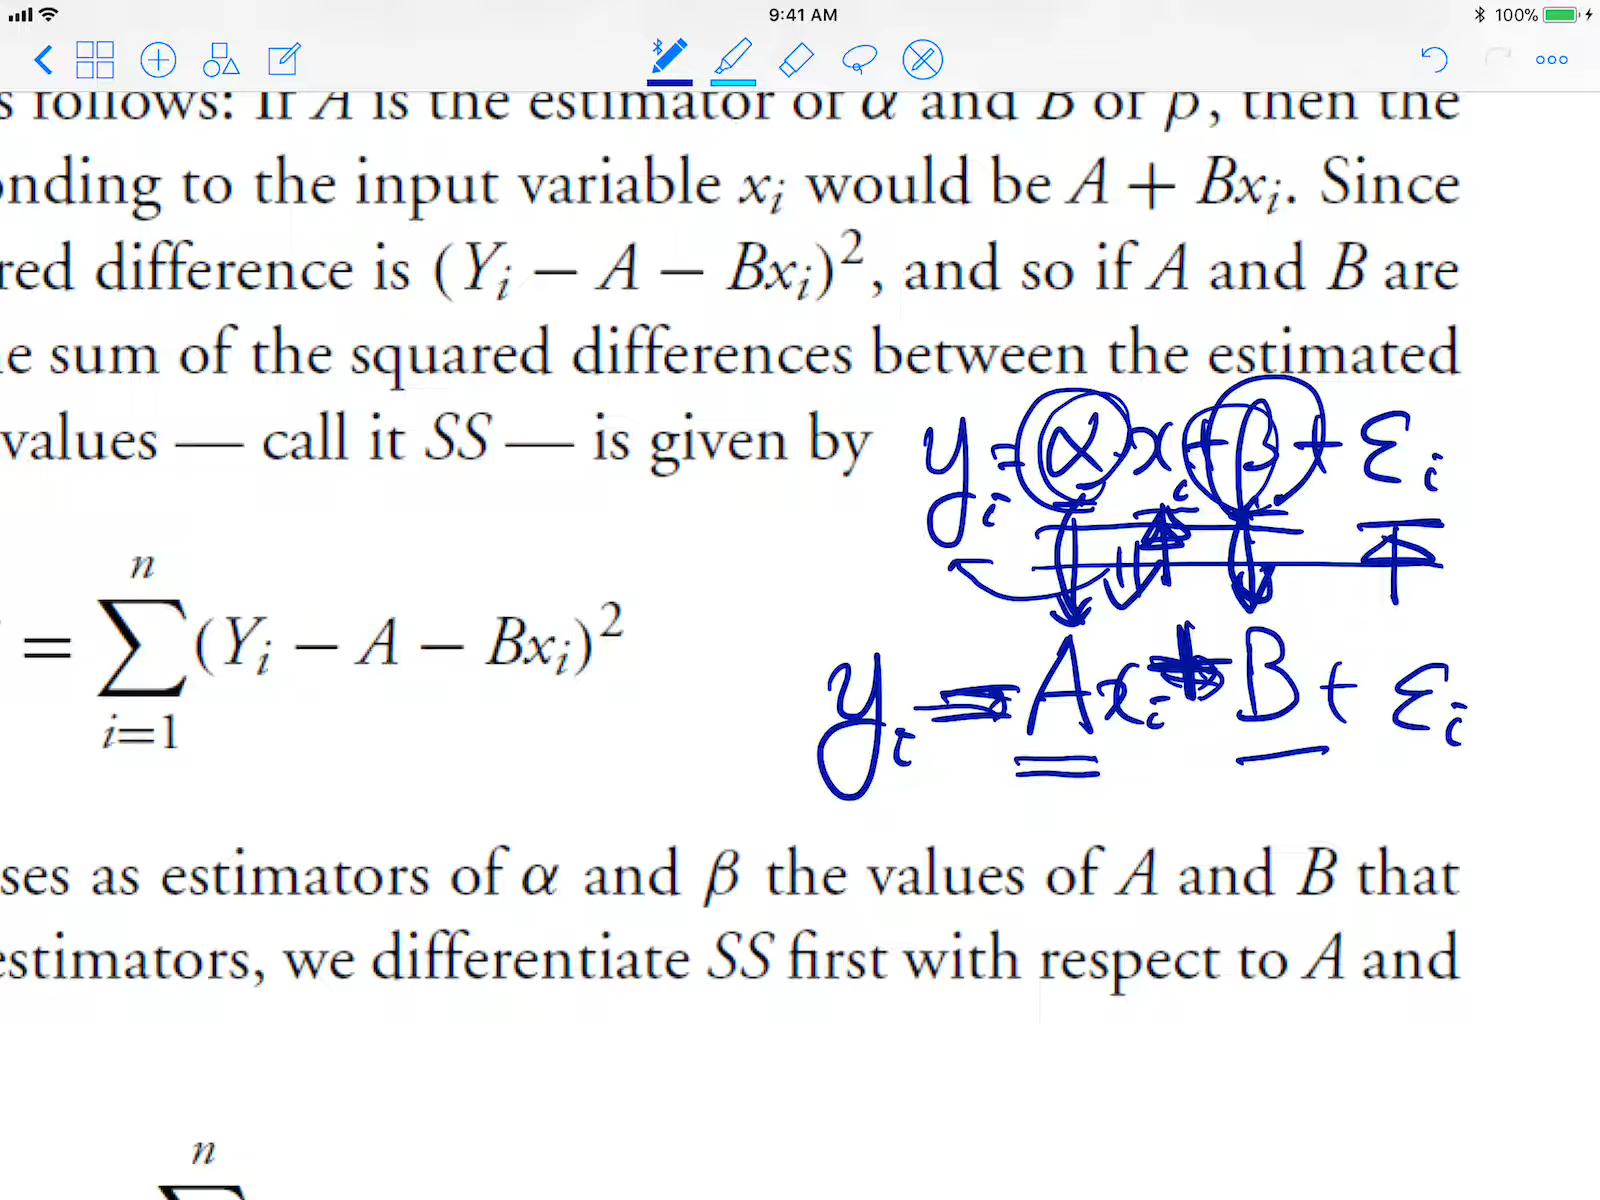 9:41 AM
100%
s follows: If A is the estimator of α and B of β, then the
onding to the input variable xᵢ would be A + Bxᵢ. Since
red difference is (Yᵢ − A − Bxᵢ)², and so if A and B are
e sum of the squared differences between the estimated
values — call it SS — is given by
yᵢ = αxᵢ + β + εᵢ
n
= ∑(Yᵢ − A − Bxᵢ)²
i=1
yᵢ = Axᵢ + B + εᵢ
ses as estimators of α and β the values of A and B that
estimators, we differentiate SS first with respect to A and
n
∑